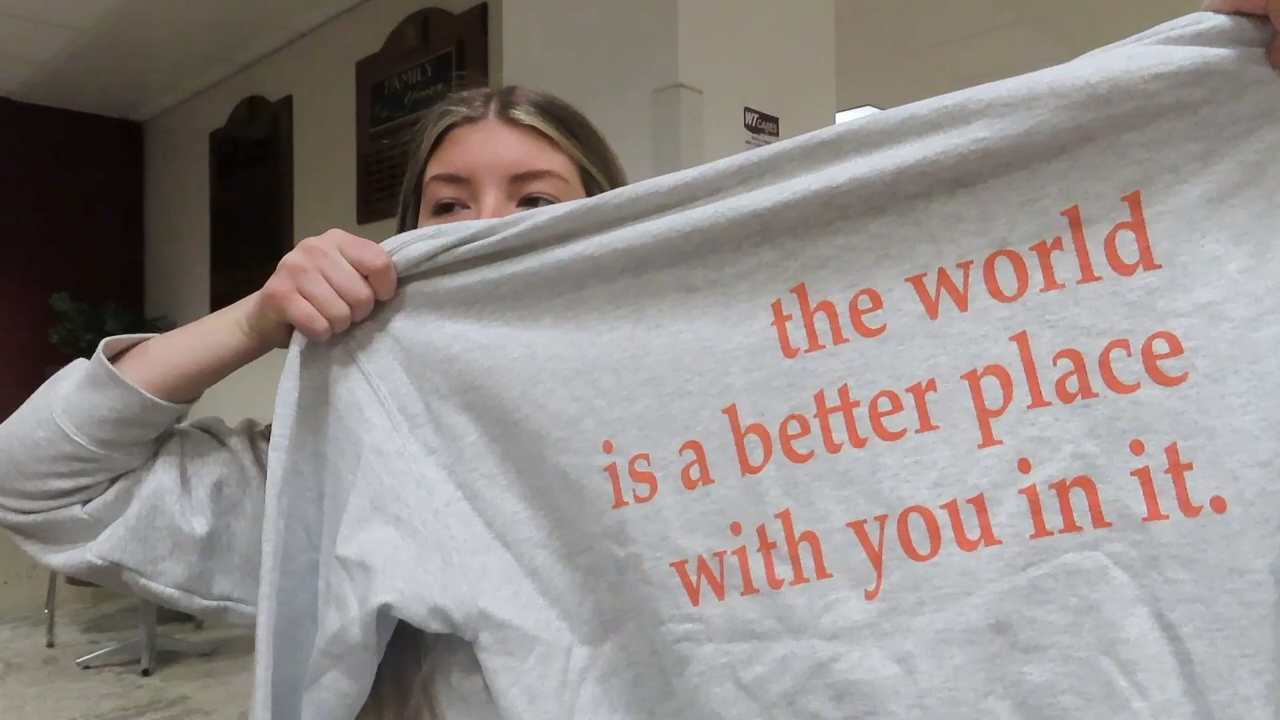 FAMILY
WT CARES
the world
is a better place
with you in it.